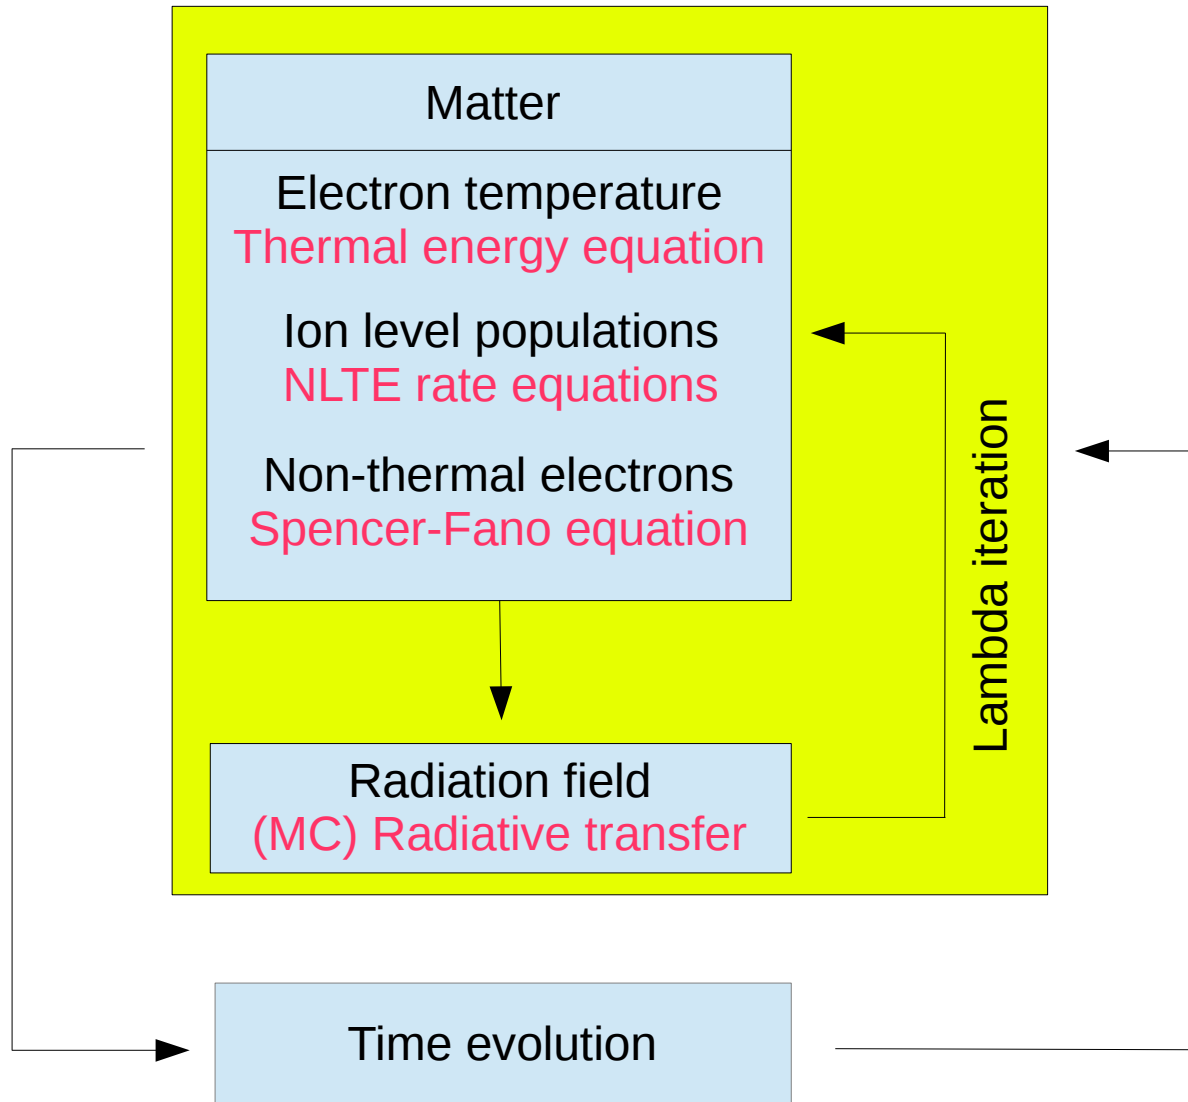 Matter
Electron temperature
Thermal energy equation
Ion level populations
NLTE rate equations
Non-thermal electrons
Spencer-Fano equation
Lambda iteration
Radiation field
(MC) Radiative transfer
Time evolution